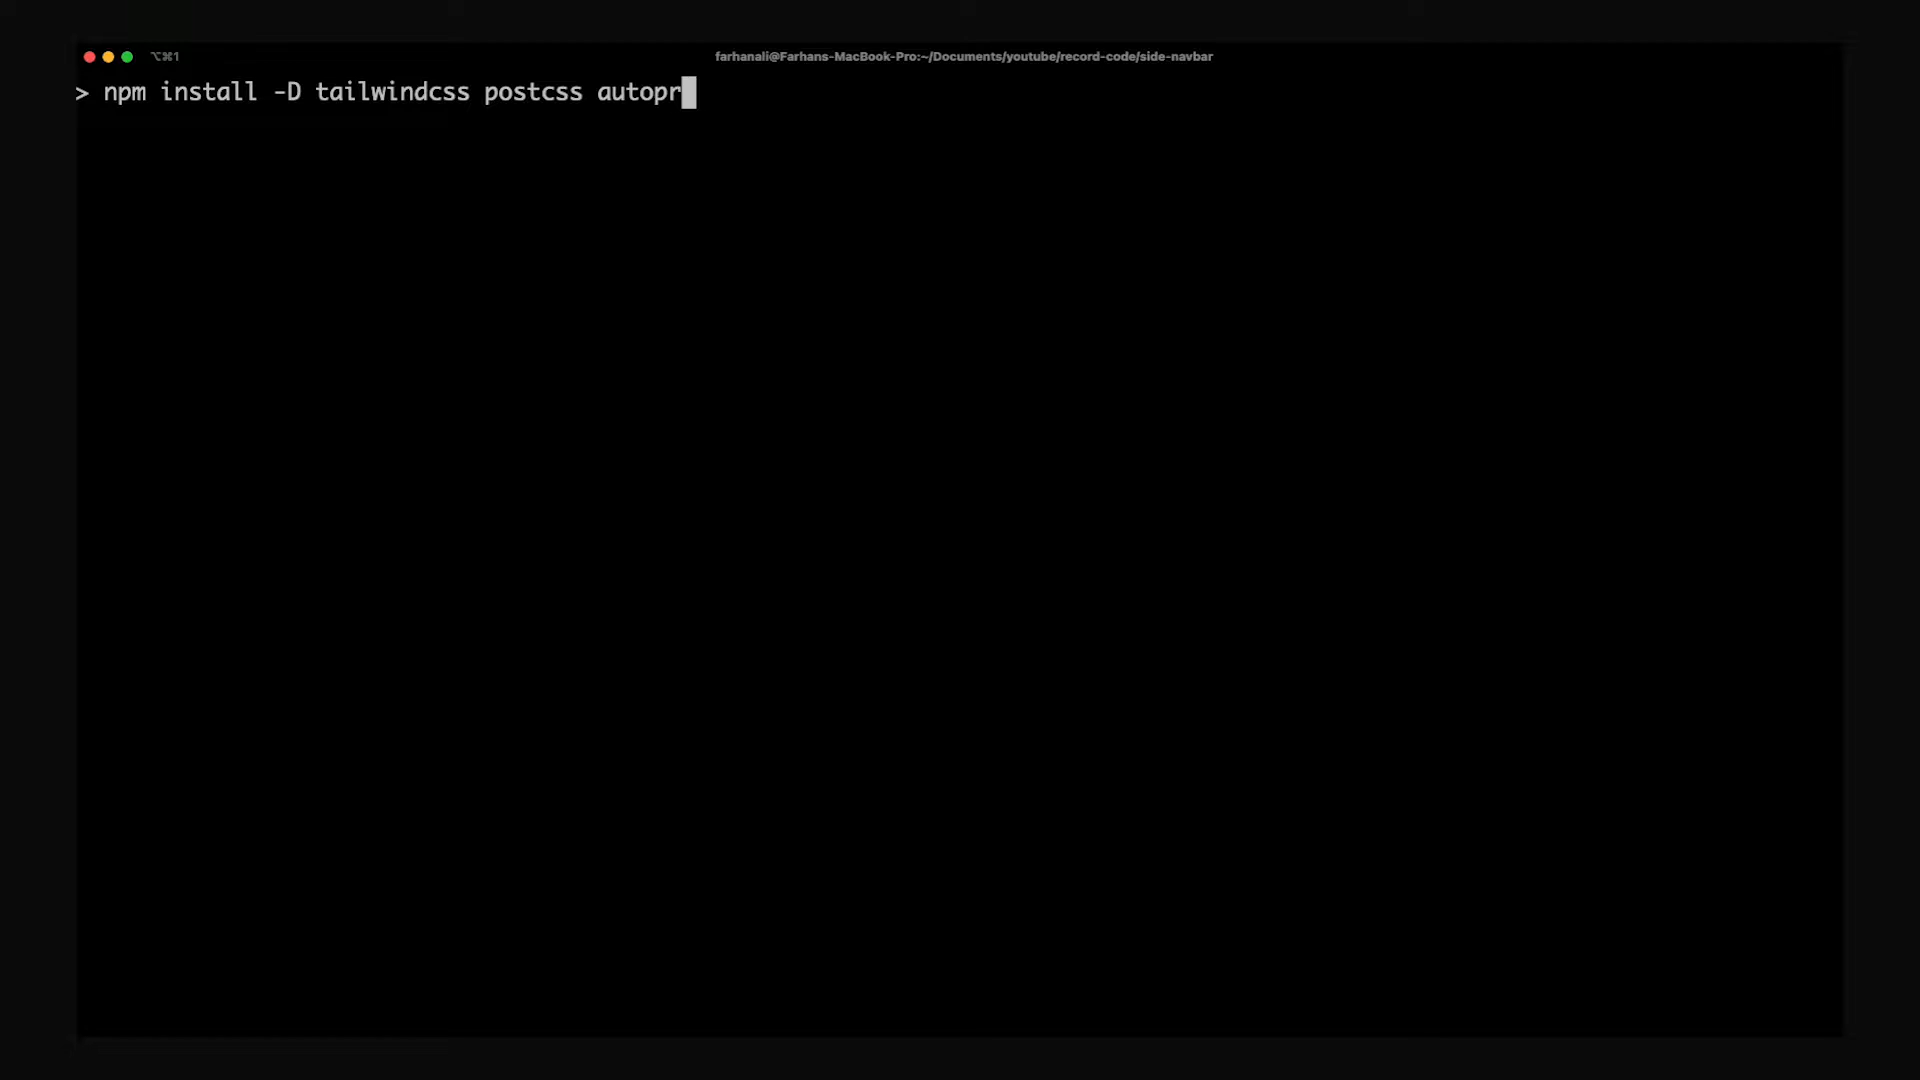 ⌥⌘1 farhanali@Farhans-MacBook-Pro:~/Documents/youtube/record-code/side-navbar
> npm install -D tailwindcss postcss autopr